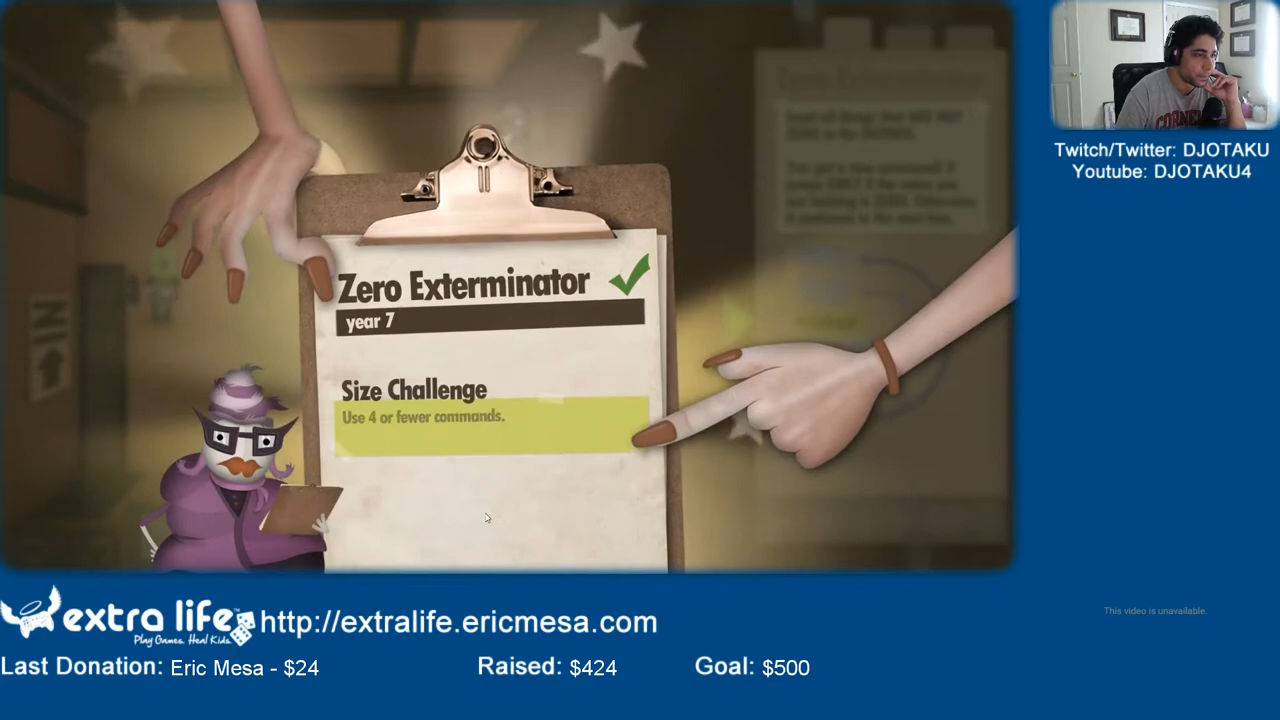 Zero Exterminator
year 7
Size Challenge
Use 4 or fewer commands.
IN
CORNEL
Twitch/Twitter: DJOTAKU
Youtube: DJOTAKU4
extra life
Play Games. Heal Kids.
http://extralife.ericmesa.com
This video is unavailable.
Last Donation: Eric Mesa - $24 Raised: $424 Goal: $500